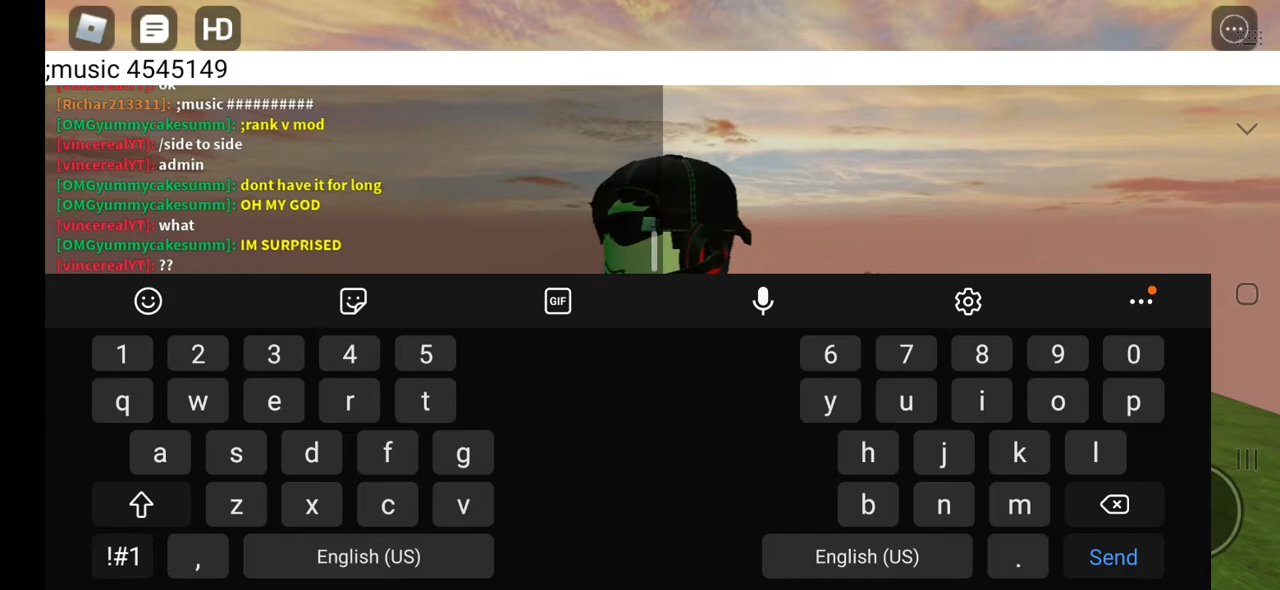 HD
;music 4545149
ok
[Richar213311]: ;music ##########
[OMGyummycakesumm]: ;rank v mod
[vincerealYT]: /side to side
[vincerealYT]: admin
[OMGyummycakesumm]: dont have it for long
[OMGyummycakesumm]: OH MY GOD
[vincerealYT]: what
[OMGyummycakesumm]: IM SURPRISED
[vincerealYT]: ??
GIF
1 2 3 4 5 6 7 8 9 0
q w e r t y u i o p
a s d f g h j k l
z x c v b n m
!#1 , English (US) English (US) . Send